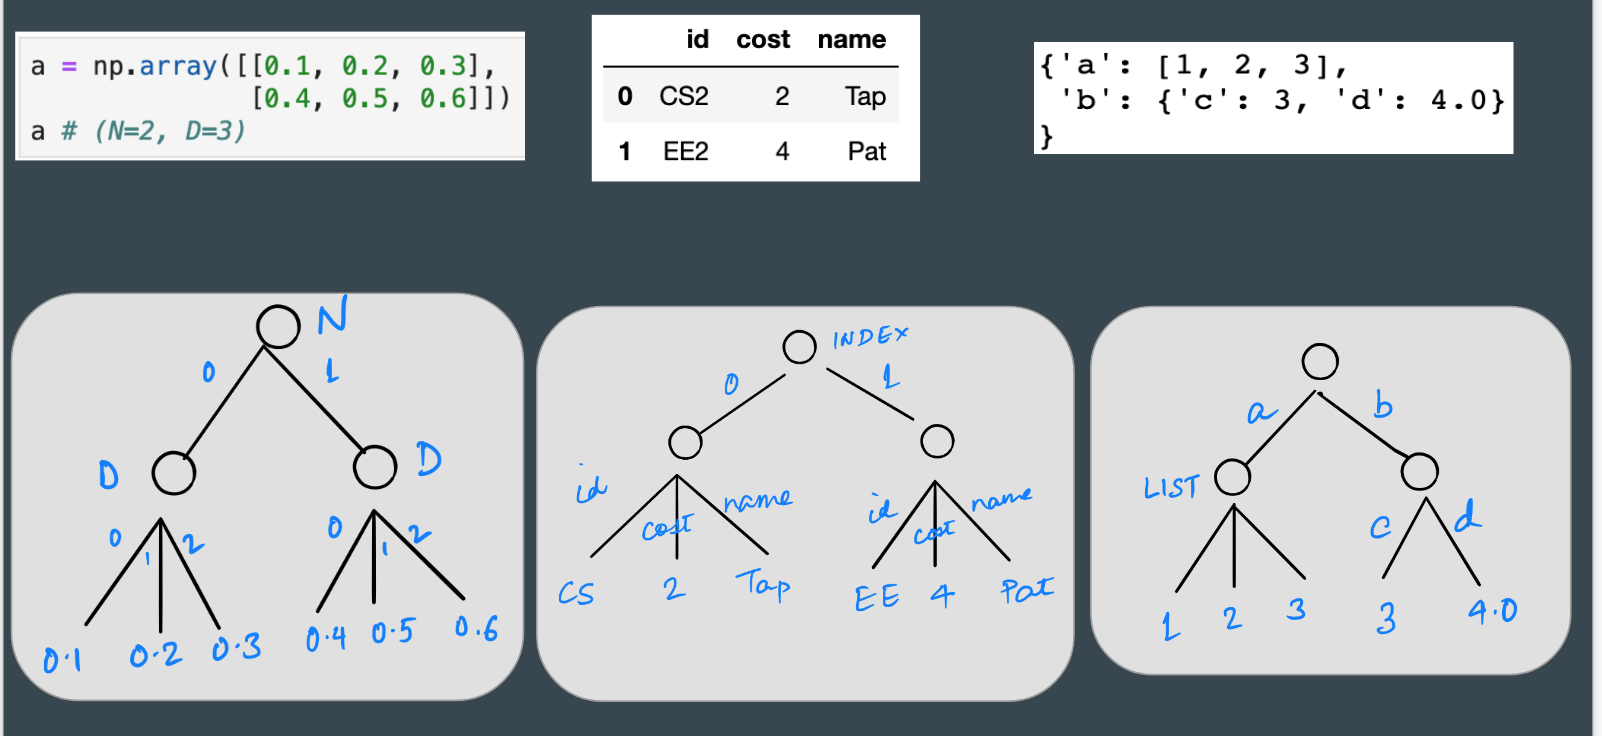 a = np.array([[0.1, 0.2, 0.3],
[0.4, 0.5, 0.6]])
a # (N=2, D=3)
id cost name
0 CS2 2 Tap
1 EE2 4 Pat
{'a': [1, 2, 3],
'b': {'c': 3, 'd': 4.0}
}
N
0 1
D D
0 1 2 0 1 2
0.1 0.2 0.3 0.4 0.5 0.6
INDEX
0 1
id cost name id cost name
CS 2 Tap EE 4 Pat
a b
LIST
c d
1 2 3 3 4.0